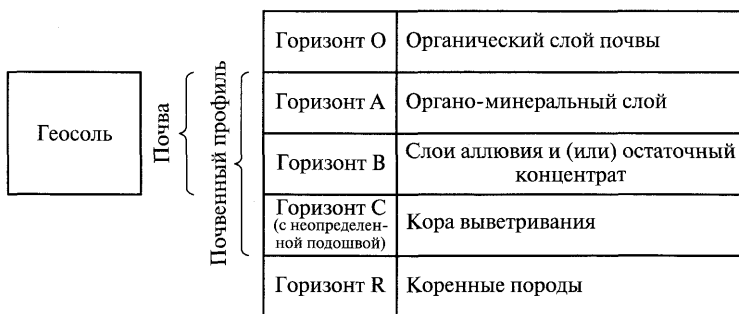 Геосоль
Почва
Почвенный профиль
Горизонт O
Органический слой почвы
Горизонт A
Органо-минеральный слой
Горизонт B
Слои аллювия и (или) остаточный
концентрат
Горизонт C
(с неопределен-
ной подошвой)
Кора выветривания
Горизонт R
Коренные породы